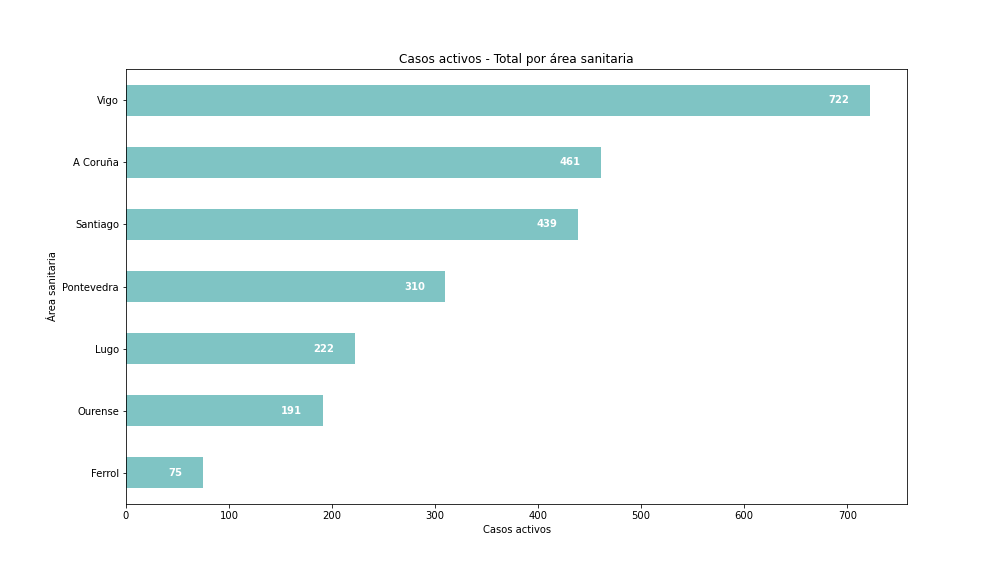 Casos activos - Total por área sanitaria
Vigo
722
A Coruña
461
Santiago
439
Área sanitaria
Pontevedra
310
Lugo
222
Ourense
191
Ferrol
75
0 100 200 300 400 500 600 700
Casos activos